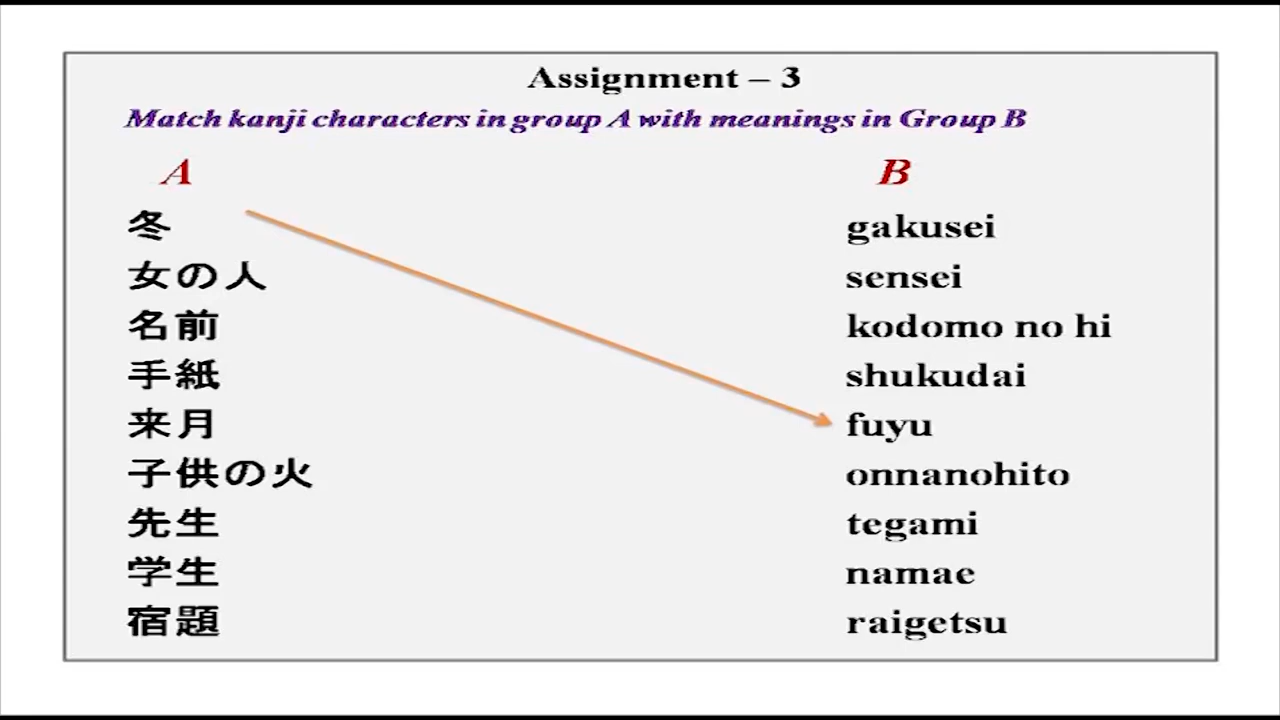 Assignment – 3
Match kanji characters in group A with meanings in Group B
A B
冬 gakusei
女の人 sensei
名前 kodomo no hi
手紙 shukudai
来月 fuyu
子供の火 onnanohito
先生 tegami
学生 namae
宿題 raigetsu